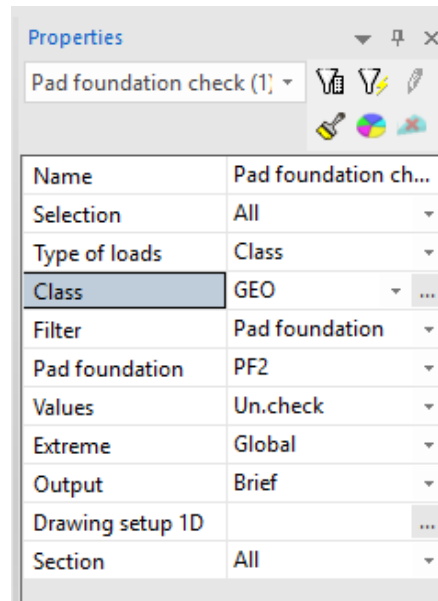 Properties
Pad foundation check (1)
Name Pad foundation ch...
Selection All
Type of loads Class
Class GEO ...
Filter Pad foundation
Pad foundation PF2
Values Un.check
Extreme Global
Output Brief
Drawing setup 1D ...
Section All